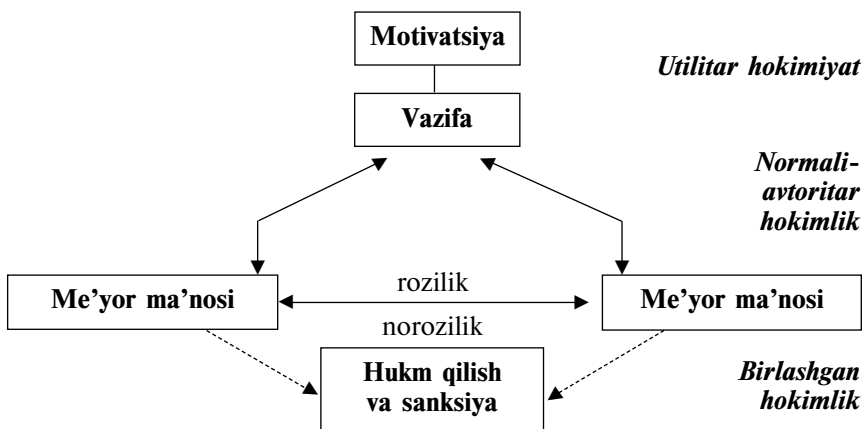 Motivatsiya
Utilitar hokimiyat
Vazifa
Normali-
avtoritar
hokimlik
Me’yor ma’nosi
rozilik
Me’yor ma’nosi
norozilik
Hukm qilish
va sanksiya
Birlashgan
hokimlik